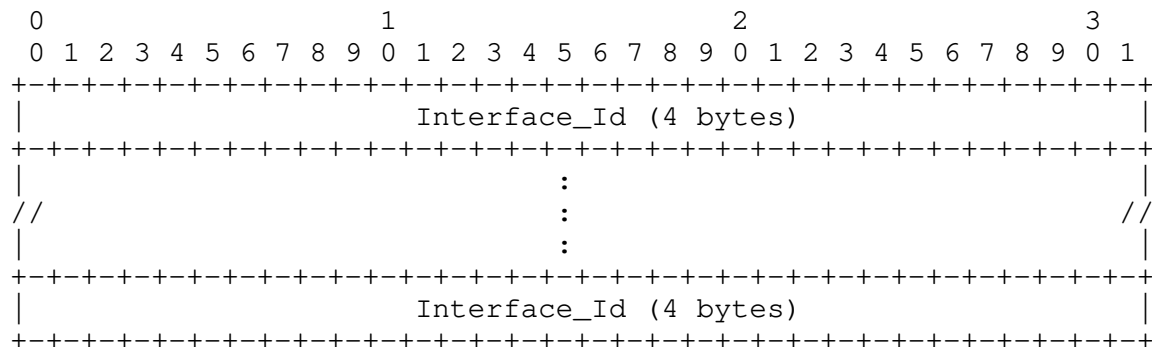 0                   1                   2                   3
 0 1 2 3 4 5 6 7 8 9 0 1 2 3 4 5 6 7 8 9 0 1 2 3 4 5 6 7 8 9 0 1
+-+-+-+-+-+-+-+-+-+-+-+-+-+-+-+-+-+-+-+-+-+-+-+-+-+-+-+-+-+-+-+-+
|                      Interface_Id (4 bytes)                   |
+-+-+-+-+-+-+-+-+-+-+-+-+-+-+-+-+-+-+-+-+-+-+-+-+-+-+-+-+-+-+-+-+
|                              :                                |
//                             :                               //
|                              :                                |
+-+-+-+-+-+-+-+-+-+-+-+-+-+-+-+-+-+-+-+-+-+-+-+-+-+-+-+-+-+-+-+-+
|                      Interface_Id (4 bytes)                   |
+-+-+-+-+-+-+-+-+-+-+-+-+-+-+-+-+-+-+-+-+-+-+-+-+-+-+-+-+-+-+-+-+